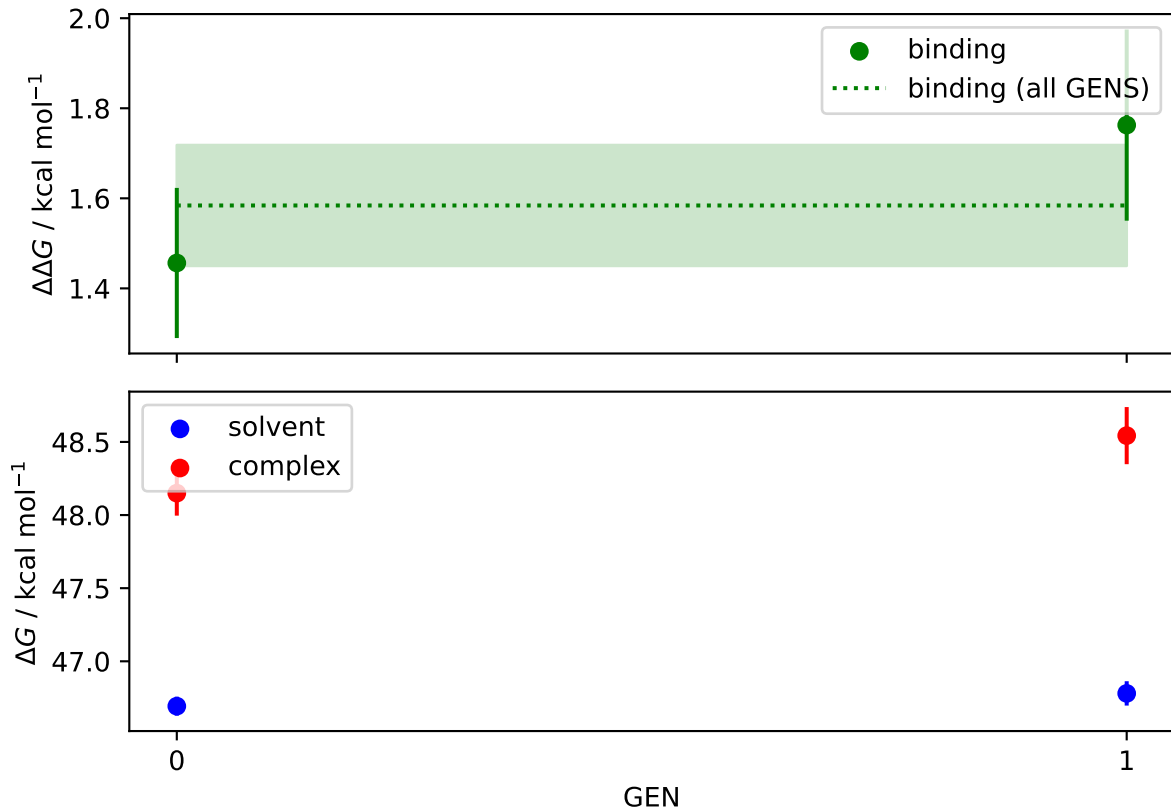 2.0
1.8
1.6
1.4
ΔΔG / kcal mol⁻¹
binding
binding (all GENS)
48.5
48.0
47.5
47.0
ΔG / kcal mol⁻¹
solvent
complex
0
1
GEN